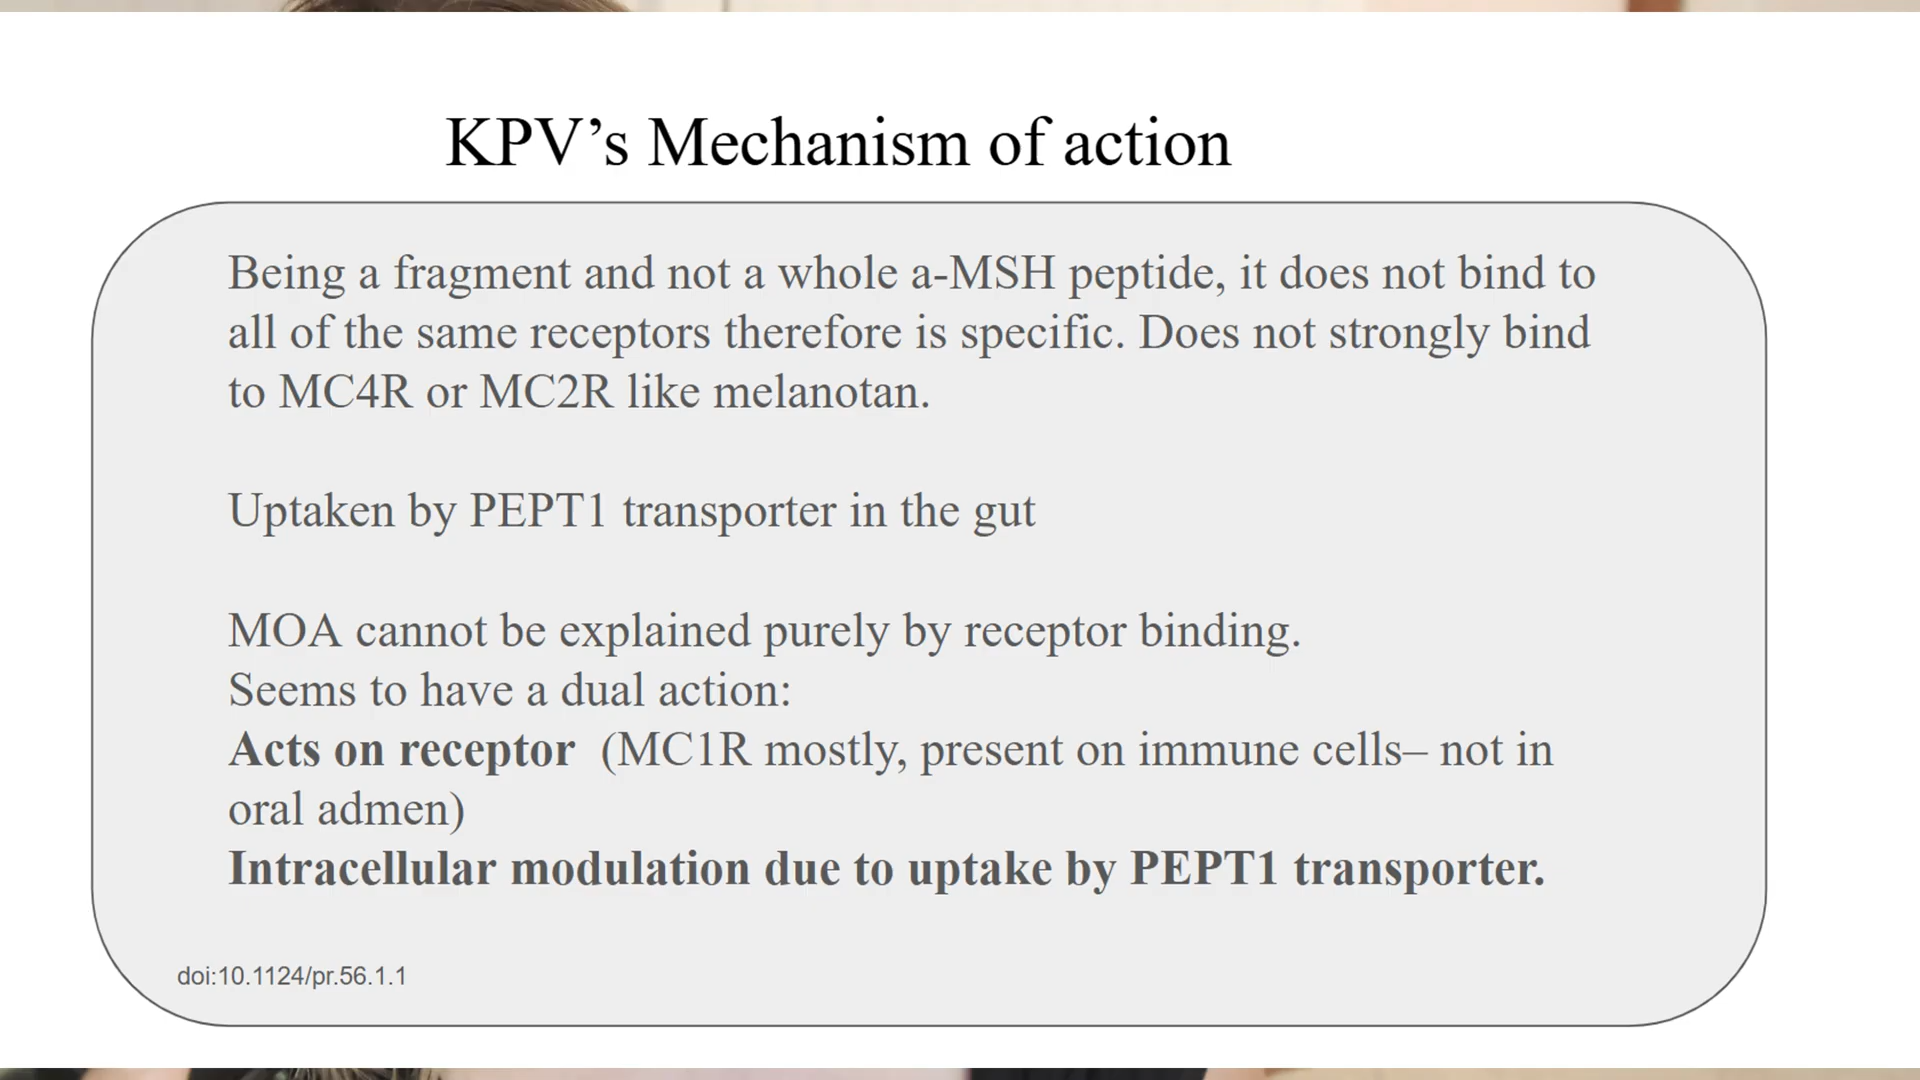 KPV’s Mechanism of action
Being a fragment and not a whole a-MSH peptide, it does not bind to
all of the same receptors therefore is specific. Does not strongly bind
to MC4R or MC2R like melanotan.
Uptaken by PEPT1 transporter in the gut
MOA cannot be explained purely by receptor binding.
Seems to have a dual action:
Acts on receptor  (MC1R mostly, present on immune cells– not in
oral admen)
Intracellular modulation due to uptake by PEPT1 transporter.
doi:10.1124/pr.56.1.1